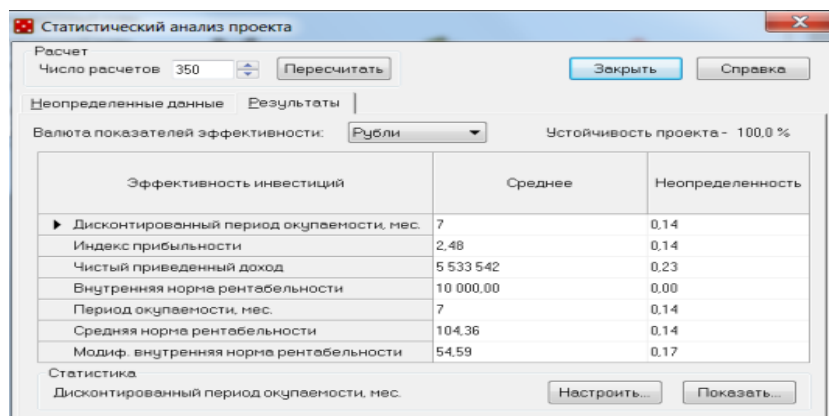 Статистический анализ проекта
Расчет
Число расчетов 350 Пересчитать Закрыть Справка
Неопределенные данные Результаты
Валюта показателей эффективности: Рубли Устойчивость проекта - 100,0 %
Эффективность инвестиций Среднее Неопределенность
Дисконтированный период окупаемости, мес. 7 0,14
Индекс прибыльности 2,48 0,14
Чистый приведенный доход 5 533 542 0,23
Внутренняя норма рентабельности 10 000,00 0,00
Период окупаемости, мес. 7 0,14
Средняя норма рентабельности 104,36 0,14
Модиф. внутренняя норма рентабельности 54,59 0,17
Статистика
Дисконтированный период окупаемости, мес. Настроить... Показать...